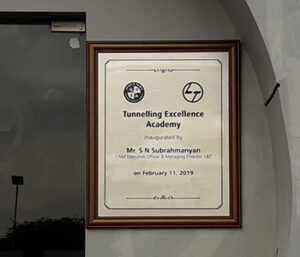 Tunnelling Excellence
Academy
Inaugurated by
Mr. S N Subrahmanyan
Chief Executive Officer & Managing Director L&T
on February 11, 2019